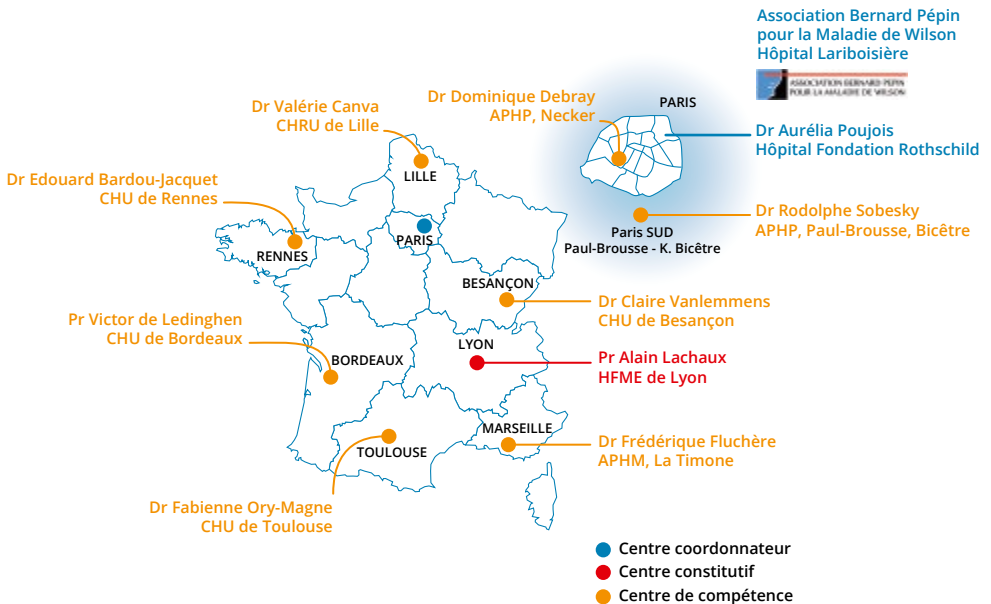 Association Bernard Pépin
pour la Maladie de Wilson
Hôpital Lariboisière
ASSOCIATION BERNARD PEPIN
POUR LA MALADIE DE WILSON
Dr Dominique Debray
APHP, Necker
PARIS
Dr Valérie Canva
CHRU de Lille
Dr Aurélia Poujois
Hôpital Fondation Rothschild
LILLE
Dr Edouard Bardou-Jacquet
CHU de Rennes
Dr Rodolphe Sobesky
APHP, Paul-Brousse, Bicêtre
Paris SUD
Paul-Brousse - K. Bicêtre
PARIS
RENNES
BESANÇON
Dr Claire Vanlemmens
CHU de Besançon
Pr Victor de Ledinghen
CHU de Bordeaux
LYON
BORDEAUX
Pr Alain Lachaux
HFME de Lyon
MARSEILLE
Dr Frédérique Fluchère
APHM, La Timone
TOULOUSE
Dr Fabienne Ory-Magne
CHU de Toulouse
Centre coordonnateur
Centre constitutif
Centre de compétence